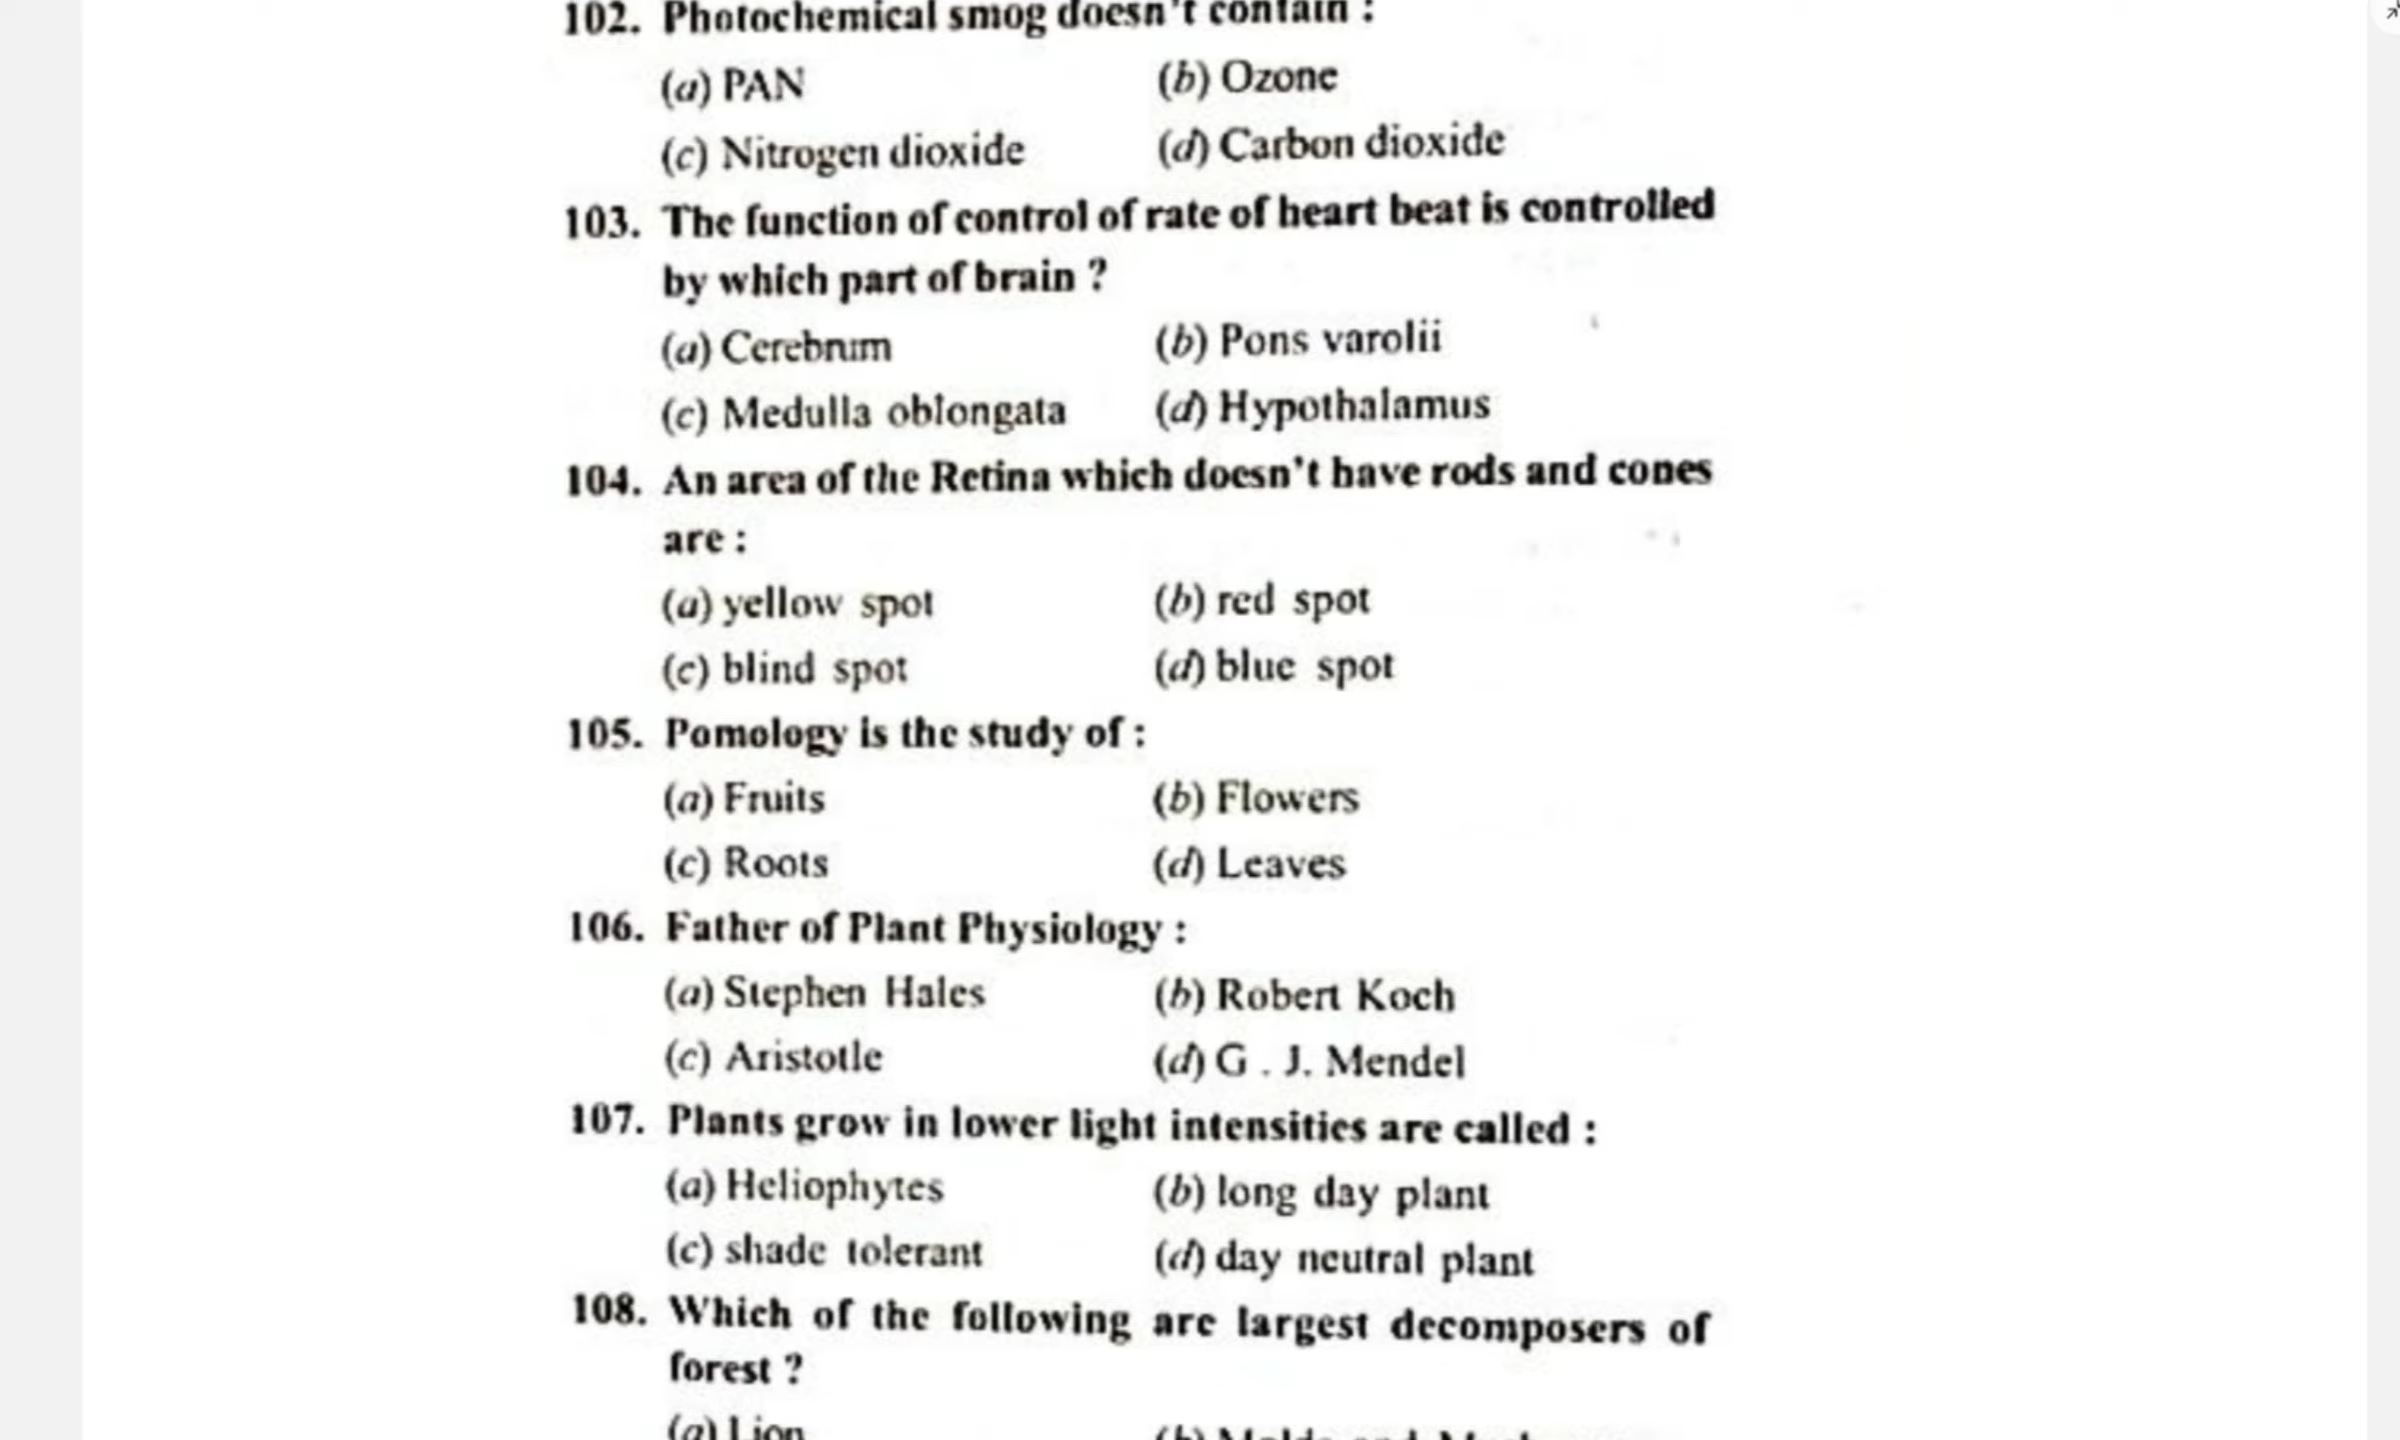 102. Photochemical smog doesn't contain :
(a) PAN (b) Ozone
(c) Nitrogen dioxide (d) Carbon dioxide
103. The function of control of rate of heart beat is controlled
by which part of brain ?
(a) Cerebrum (b) Pons varolii
(c) Medulla oblongata (d) Hypothalamus
104. An area of the Retina which doesn't have rods and cones
are :
(a) yellow spot (b) red spot
(c) blind spot (d) blue spot
105. Pomology is the study of :
(a) Fruits (b) Flowers
(c) Roots (d) Leaves
106. Father of Plant Physiology :
(a) Stephen Hales (b) Robert Koch
(c) Aristotle (d) G . J. Mendel
107. Plants grow in lower light intensities are called :
(a) Heliophytes (b) long day plant
(c) shade tolerant (d) day neutral plant
108. Which of the following are largest decomposers of
forest ?
(a) Lion (b)